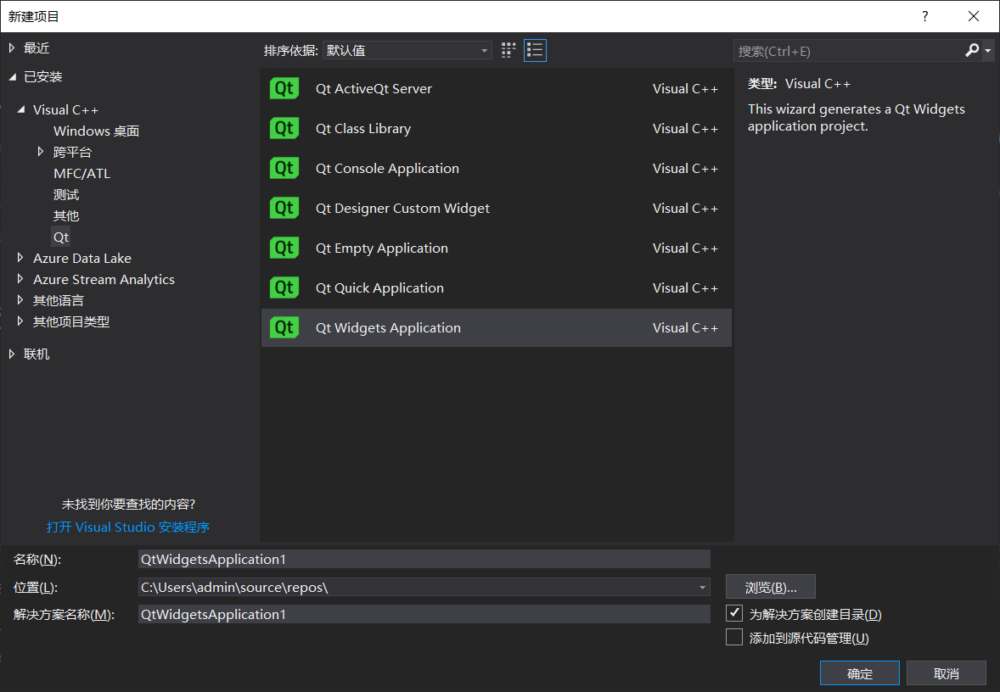 新建项目
?
最近
已安装
Visual C++
Windows 桌面
跨平台
MFC/ATL
测试
其他
Qt
Azure Data Lake
Azure Stream Analytics
其他语言
其他项目类型
联机
未找到你要查找的内容?
打开 Visual Studio 安装程序
排序依据: 默认值
Qt Qt ActiveQt Server Visual C++
Qt Qt Class Library Visual C++
Qt Qt Console Application Visual C++
Qt Qt Designer Custom Widget Visual C++
Qt Qt Empty Application Visual C++
Qt Qt Quick Application Visual C++
Qt Qt Widgets Application Visual C++
搜索(Ctrl+E)
类型: Visual C++
This wizard generates a Qt Widgets
application project.
名称(N): QtWidgetsApplication1
位置(L): C:\Users\admin\source\repos\ 浏览(B)...
解决方案名称(M): QtWidgetsApplication1 为解决方案创建目录(D)
添加到源代码管理(U)
确定 取消